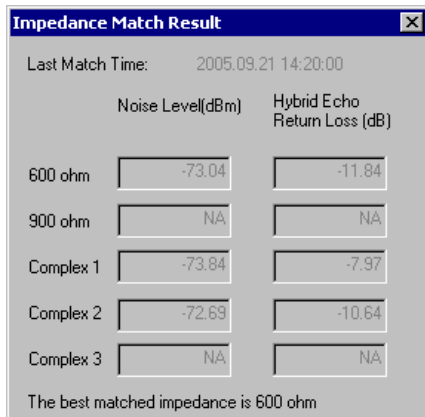 Impedance Match Result
Last Match Time: 2005.09.21 14:20:00
Noise Level(dBm) Hybrid Echo
Return Loss (dB)
600 ohm -73.04 -11.84
900 ohm NA NA
Complex 1 -73.84 -7.97
Complex 2 -72.69 -10.64
Complex 3 NA NA
The best matched impedance is 600 ohm